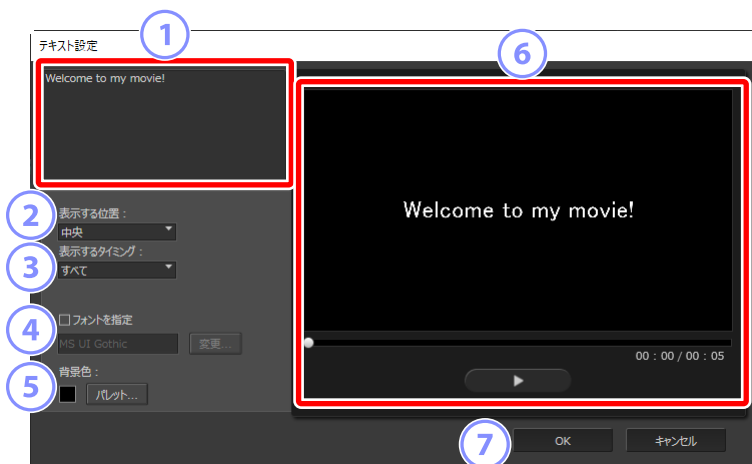 テキスト設定
1
6
Welcome to my movie!
Welcome to my movie!
2
表示する位置：
中央
3
表示するタイミング：
すべて
4
フォントを指定
MS UI Gothic
変更...
00 : 00 / 00 : 05
5
背景色：
パレット...
7
OK
キャンセル